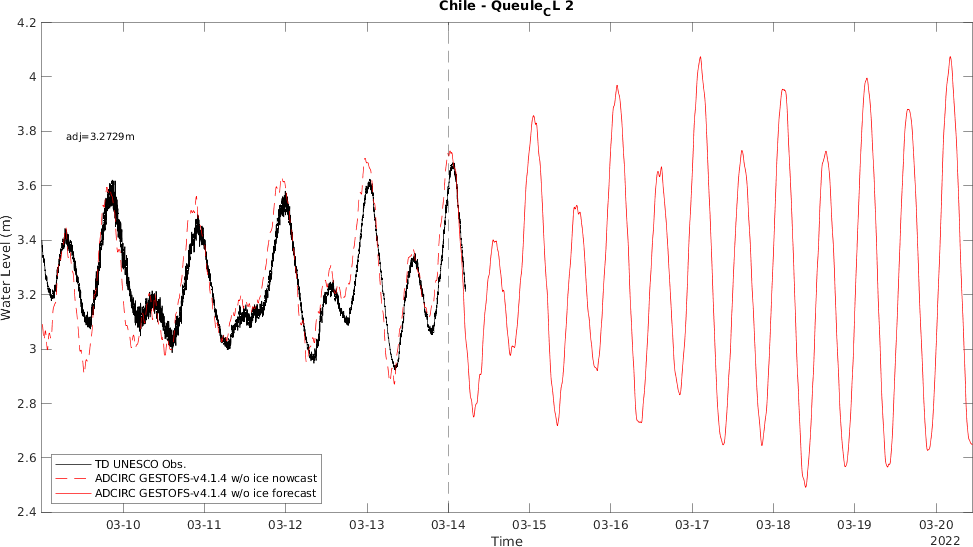 Chile - Queule_C L 2
4.2
4
3.8
3.6
3.4
3.2
3
2.8
2.6
2.4
Water Level (m)
adj=3.2729m
TD UNESCO Obs.
ADCIRC GESTOFS-v4.1.4 w/o ice nowcast
ADCIRC GESTOFS-v4.1.4 w/o ice forecast
03-10 03-11 03-12 03-13 03-14 03-15 03-16 03-17 03-18 03-19 03-20
Time
2022